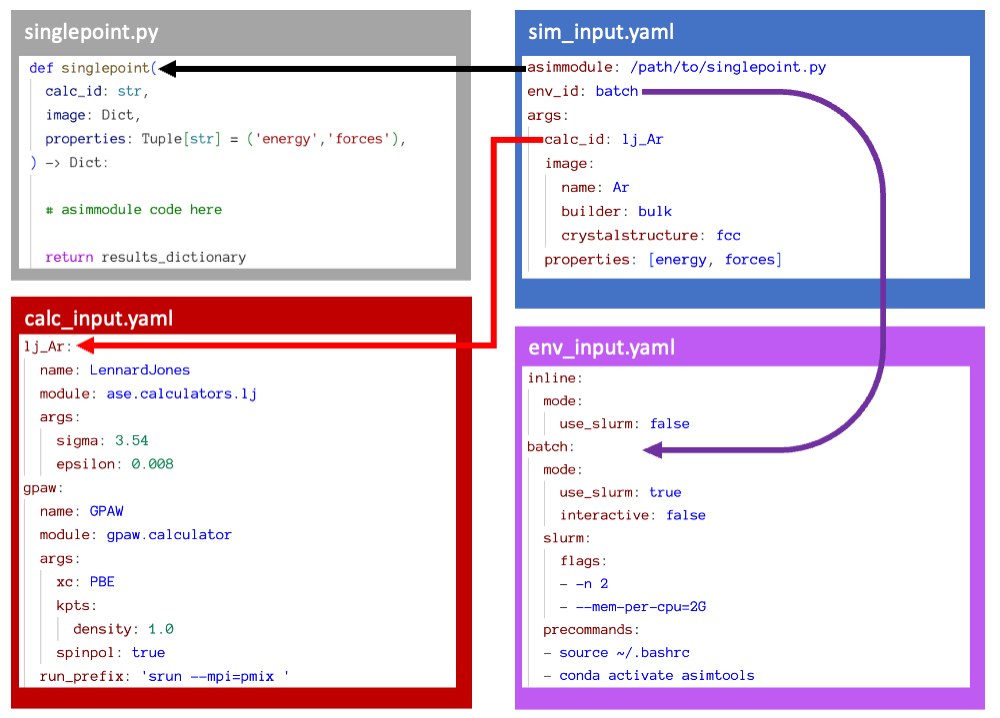 singlepoint.py
def singlepoint(
calc_id: str,
image: Dict,
properties: Tuple[str] = ('energy','forces'),
) -> Dict:
# asimmodule code here
return results_dictionary
sim_input.yaml
asimmodule: /path/to/singlepoint.py
env_id: batch
args:
calc_id: lj_Ar
image:
name: Ar
builder: bulk
crystalstructure: fcc
properties: [energy, forces]
calc_input.yaml
lj_Ar:
name: LennardJones
module: ase.calculators.lj
args:
sigma: 3.54
epsilon: 0.008
gpaw:
name: GPAW
module: gpaw.calculator
args:
xc: PBE
kpts:
density: 1.0
spinpol: true
run_prefix: 'srun --mpi=pmix '
env_input.yaml
inline:
mode:
use_slurm: false
batch:
mode:
use_slurm: true
interactive: false
slurm:
flags:
- -n 2
- --mem-per-cpu=2G
precommands:
- source ~/.bashrc
- conda activate asimtools